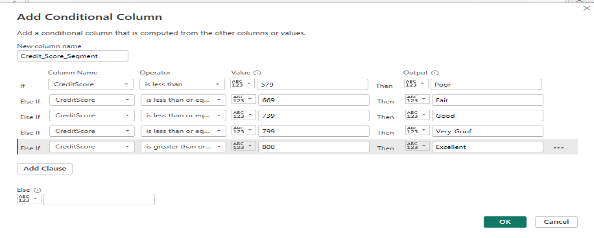 Add Conditional Column
Add a conditional column that is computed from the other columns or values.
New column name
Credit_Score_Segment
Column Name Operator Value Output
If CreditScore is less than ABC 123 579 Then ABC 123 Poor
Else If CreditScore is less than or eq... ABC 123 669 Then ABC 123 Fair
Else If CreditScore is less than or eq... ABC 123 739 Then ABC 123 Good
Else If CreditScore is less than or eq... ABC 123 799 Then ABC 123 Very Goof
Else If CreditScore is greater than or... ABC 123 800 Then ABC 123 Excellent ...
Add Clause
Else
ABC 123
OK Cancel